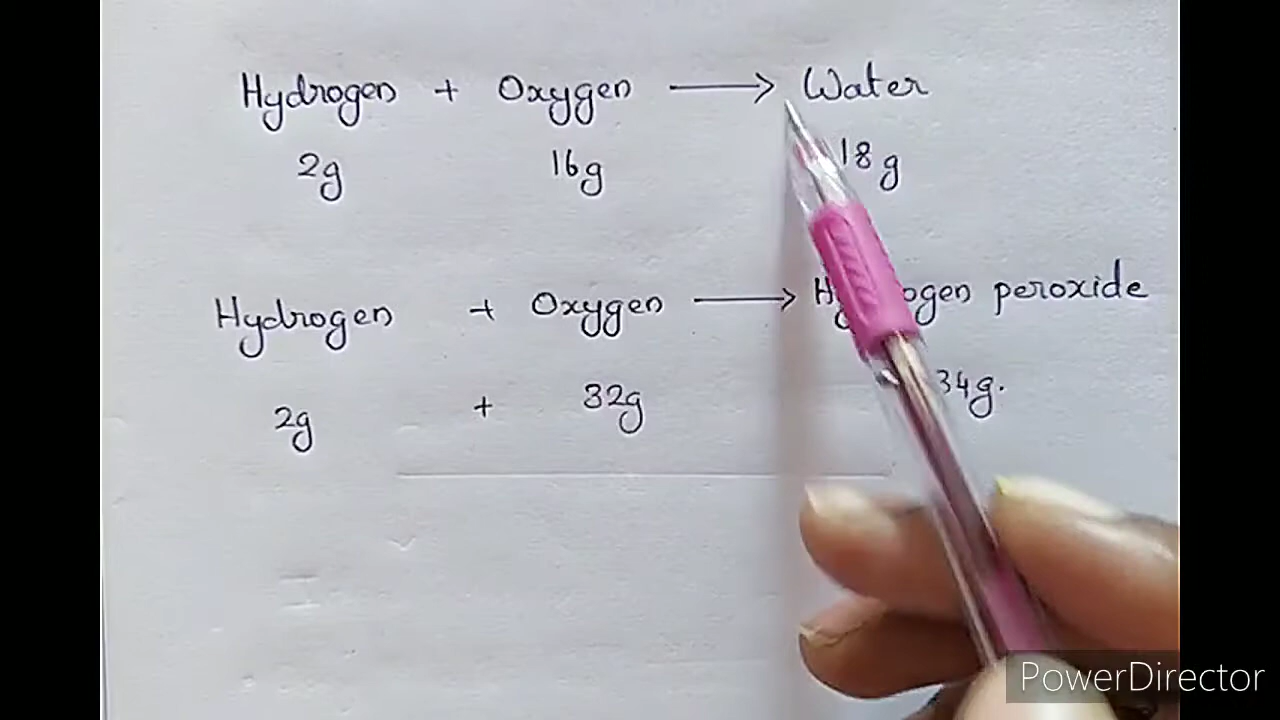 Hydrogen + Oxygen → Water
2g 16g 18g
Hydrogen + Oxygen → peroxide
2g + 32g 34g.
PowerDirector